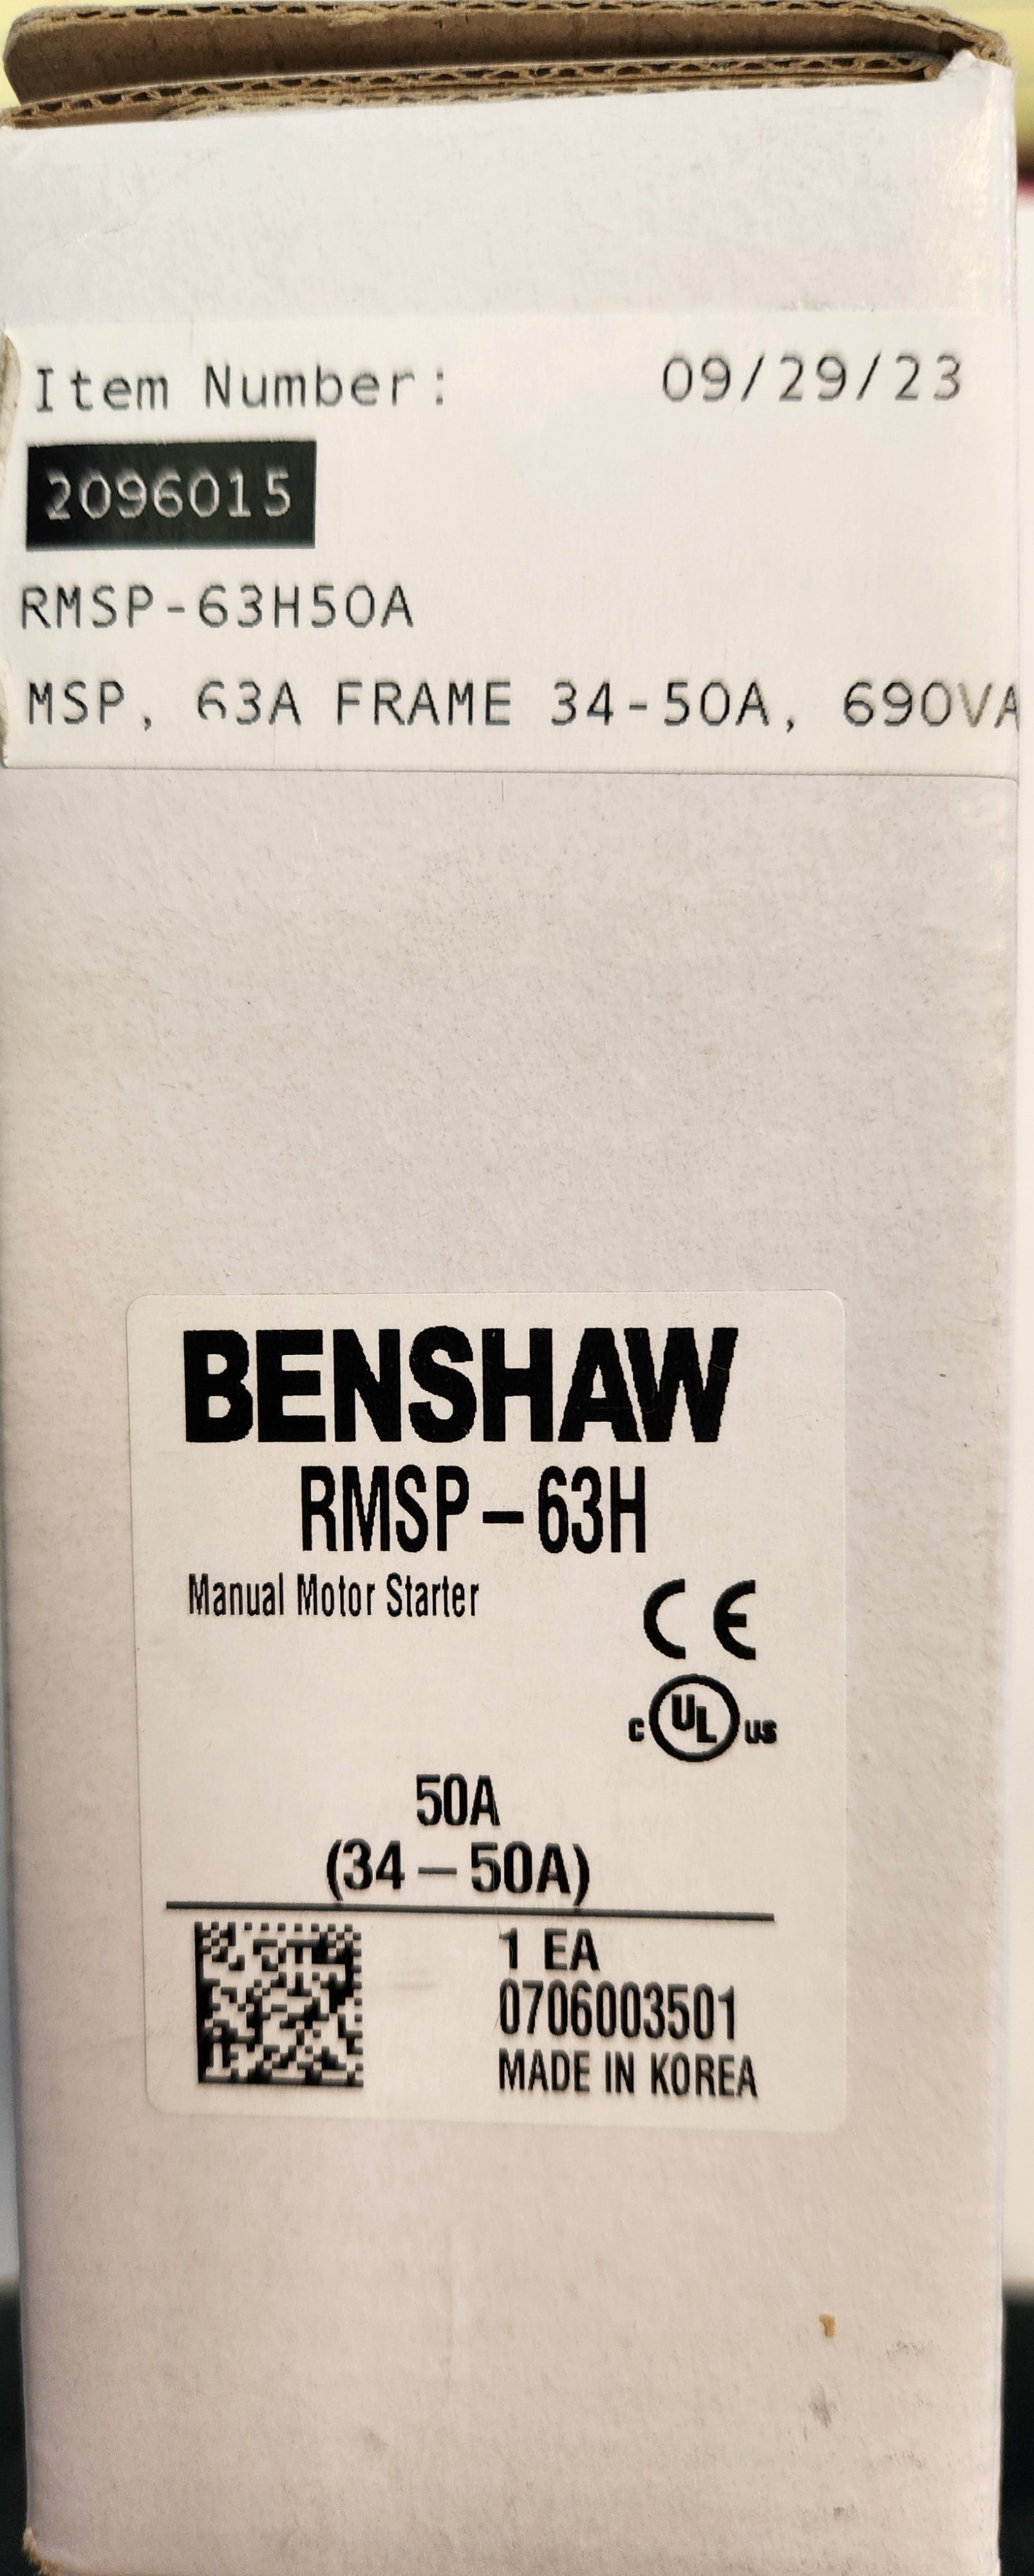 Item Number: 09/29/23
2096015
RMSP-63H50A
MSP, 63A FRAME 34-50A, 690VA
BENSHAW
RMSP-63H
Manual Motor Starter
CE
c UL us
50A
(34-50A)
1 EA
0706003501
MADE IN KOREA